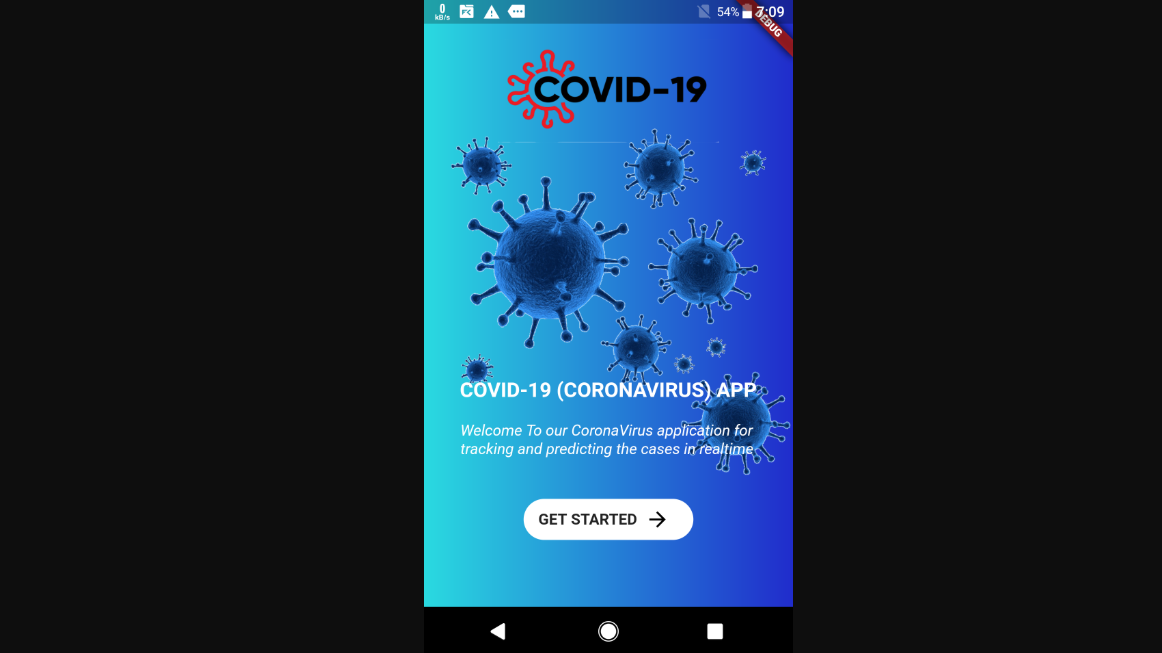 0
kB/s
54%
7:09
DEBUG
COVID-19
COVID-19 (CORONAVIRUS) APP
Welcome To our CoronaVirus application for
tracking and predicting the cases in realtime
GET STARTED